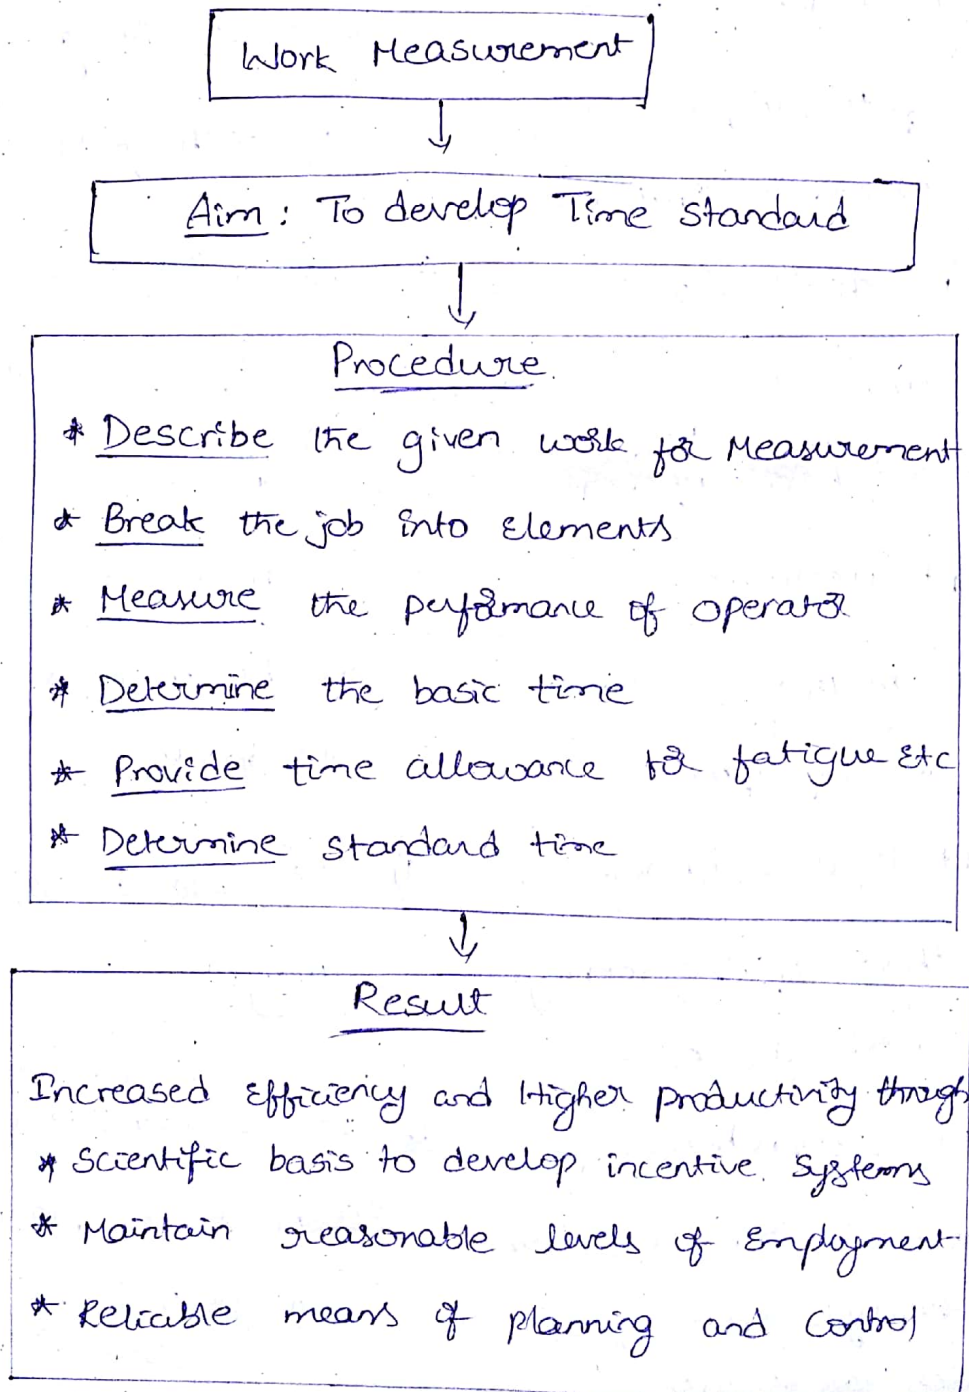 Work Measurement
Aim: To develop Time standard
Procedure
* Describe the given work for Measurement
* Break the job into Elements
* Measure the performance of operator
* Determine the basic time
* Provide time allowance for fatigue Etc
* Determine standard time
Result
Increased Efficiency and Higher productivity through
* Scientific basis to develop incentive systems
* Maintain reasonable levels of Employment
* Reliable means of planning and control